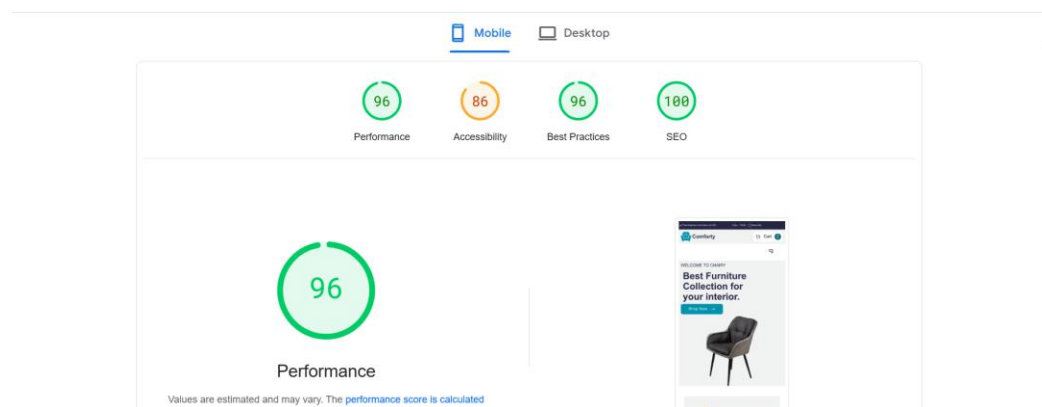 Mobile Desktop
96 86 96 100
Performance Accessibility Best Practices SEO
96
Performance
Values are estimated and may vary. The performance score is calculated
Comforty
Cart
WELCOME TO CHAIRY
Best Furniture
Collection for
your interior.
Shop Now →